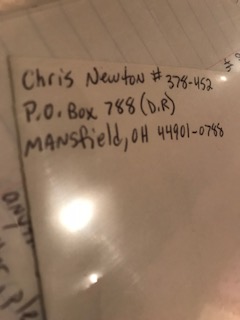 Chris Newton # 378-452
P.O. Box 788 (D.R)
MANSfield, OH 44901-0788